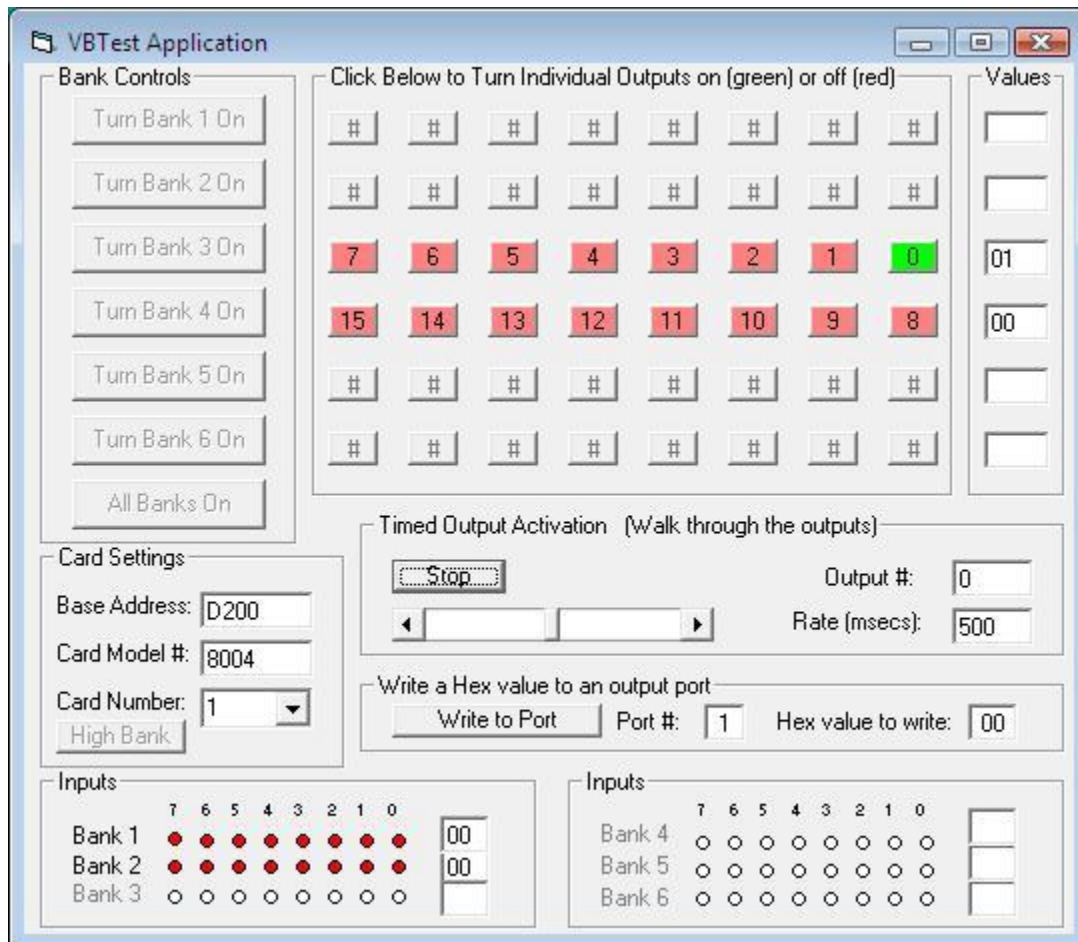 VBTest Application
Bank Controls
Turn Bank 1 On
Turn Bank 2 On
Turn Bank 3 On
Turn Bank 4 On
Turn Bank 5 On
Turn Bank 6 On
All Banks On
Click Below to Turn Individual Outputs on (green) or off (red)
# # # # # # # #
# # # # # # # #
7 6 5 4 3 2 1 0
15 14 13 12 11 10 9 8
# # # # # # # #
# # # # # # # #
Values
01
00
Card Settings
Base Address: D200
Card Model #: 8004
Card Number: 1
High Bank
Timed Output Activation (Walk through the outputs)
Stop
Output #: 0
Rate (msecs): 500
Write a Hex value to an output port
Write to Port Port #: 1 Hex value to write: 00
Inputs
7 6 5 4 3 2 1 0
Bank 1 00
Bank 2 00
Bank 3
Inputs
7 6 5 4 3 2 1 0
Bank 4
Bank 5
Bank 6